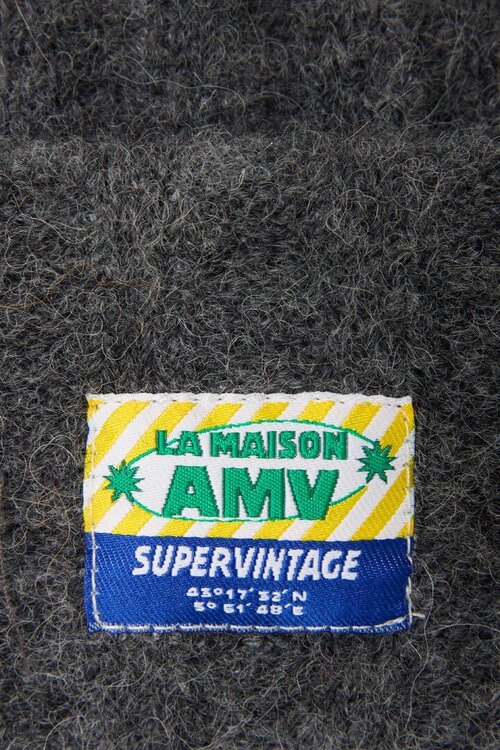 LA MAISON
AMV
SUPERVINTAGE
43°17'32'N
5°51'48'E